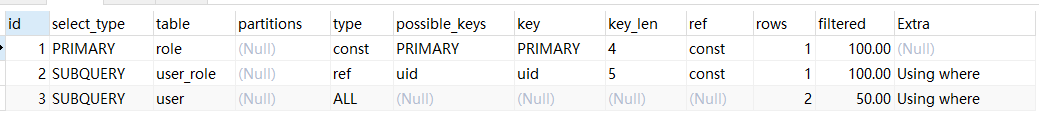 id select_type table partitions type possible_keys key key_len ref rows filtered Extra
1 PRIMARY role (Null) const PRIMARY PRIMARY 4 const 1 100.00 (Null)
2 SUBQUERY user_role (Null) ref uid uid 5 const 1 100.00 Using where
3 SUBQUERY user (Null) ALL (Null) (Null) (Null) (Null) 2 50.00 Using where